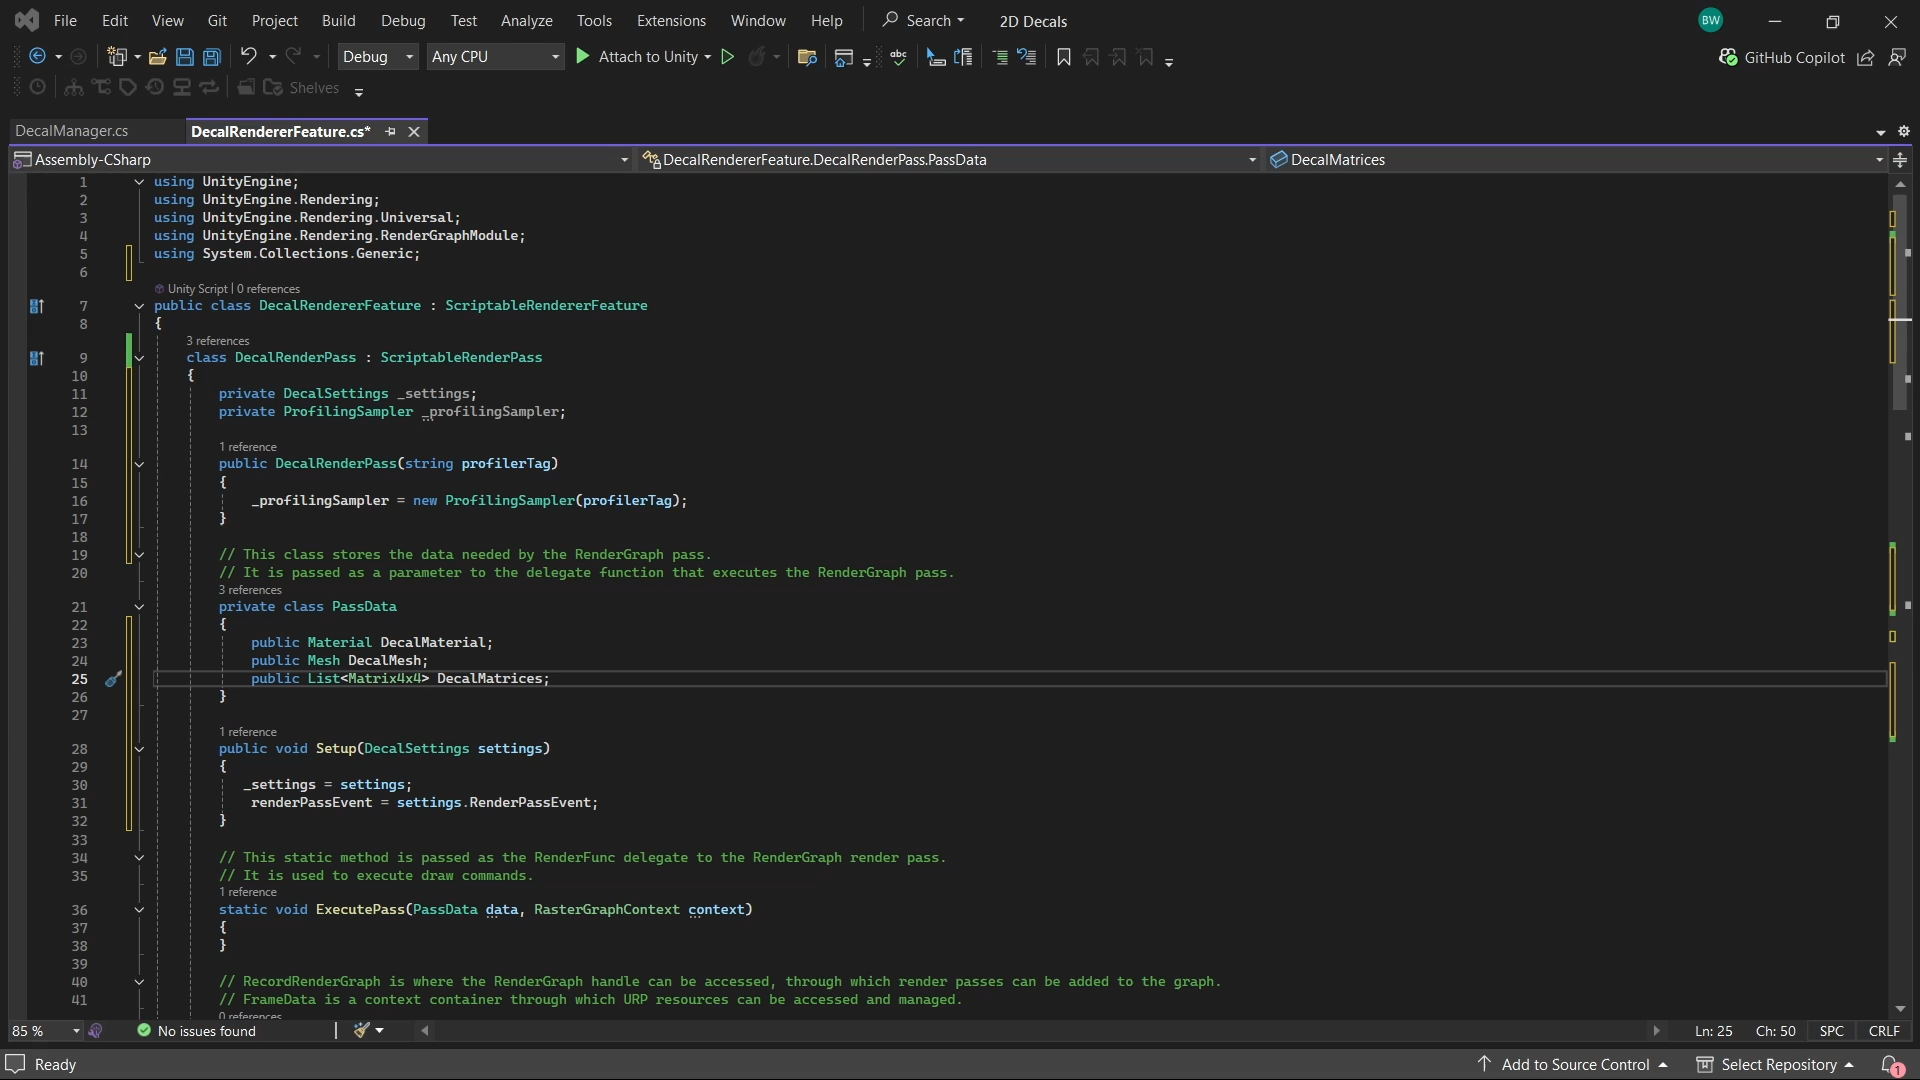 File Edit View Git Project Build Debug Test Analyze Tools Extensions Window Help Search 2D Decals BW
Debug Any CPU Attach to Unity abc GitHub Copilot
Shelves
DecalManager.cs DecalRendererFeature.cs*
Assembly-CSharp DecalRendererFeature.DecalRenderPass.PassData DecalMatrices
1 using UnityEngine;
2 using UnityEngine.Rendering;
3 using UnityEngine.Rendering.Universal;
4 using UnityEngine.Rendering.RenderGraphModule;
5 using System.Collections.Generic;
6
Unity Script | 0 references
7 public class DecalRendererFeature : ScriptableRendererFeature
8 {
3 references
9 class DecalRenderPass : ScriptableRenderPass
10 {
11 private DecalSettings _settings;
12 private ProfilingSampler _profilingSampler;
13
1 reference
14 public DecalRenderPass(string profilerTag)
15 {
16 _profilingSampler = new ProfilingSampler(profilerTag);
17 }
18
19 // This class stores the data needed by the RenderGraph pass.
20 // It is passed as a parameter to the delegate function that executes the RenderGraph pass.
3 references
21 private class PassData
22 {
23 public Material DecalMaterial;
24 public Mesh DecalMesh;
25 public List<Matrix4x4> DecalMatrices;
26 }
27
1 reference
28 public void Setup(DecalSettings settings)
29 {
30 _settings = settings;
31 renderPassEvent = settings.RenderPassEvent;
32 }
33
34 // This static method is passed as the RenderFunc delegate to the RenderGraph render pass.
35 // It is used to execute draw commands.
1 reference
36 static void ExecutePass(PassData data, RasterGraphContext context)
37 {
38 }
39
40 // RecordRenderGraph is where the RenderGraph handle can be accessed, through which render passes can be added to the graph.
41 // FrameData is a context container through which URP resources can be accessed and managed.
0 references
85 % No issues found Ln: 25 Ch: 50 SPC CRLF
Ready Add to Source Control Select Repository 1